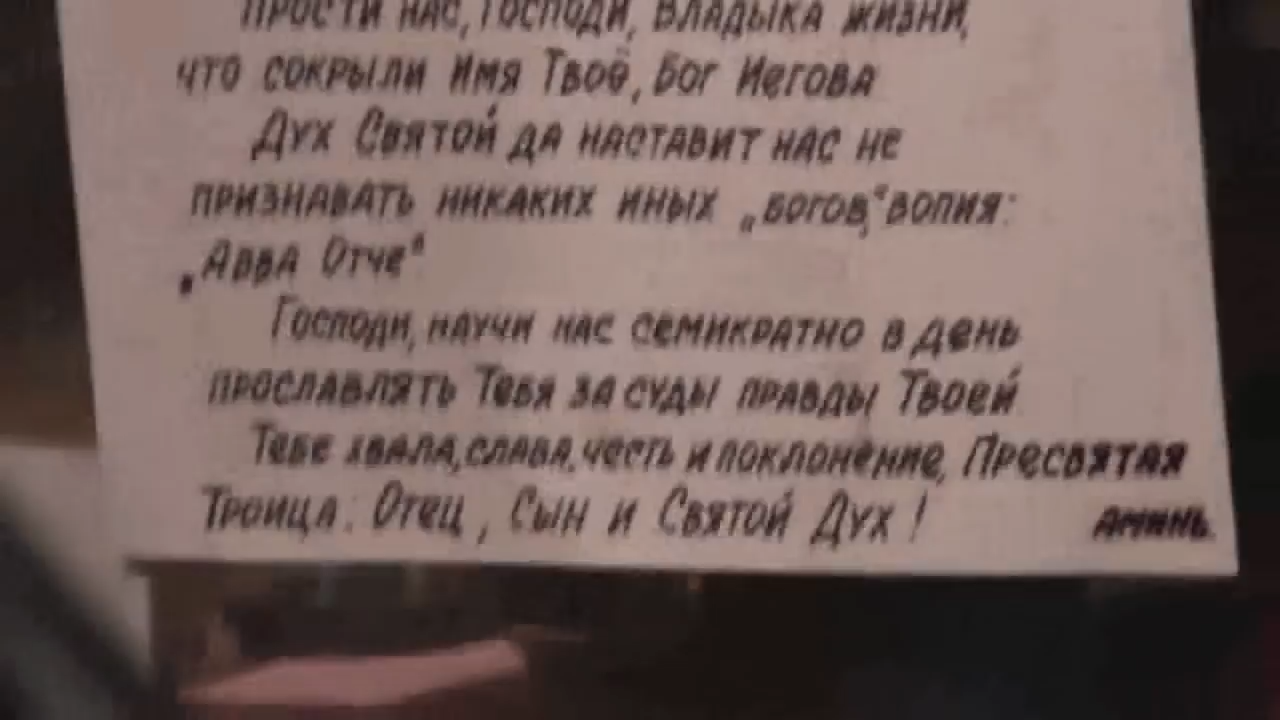 Прости нас, Господи, Владыка жизни,
что сокрыли Имя Твоё, Бог Иегова
Дух Святой да наставит нас не
признавать никаких иных „богов“, вопия:
„Авва Отче“
Господи, научи нас семикратно в день
прославлять Тебя за суды правды Твоей
Тебе хвала, слава, честь и поклонение, Пресвятая
Троица: Отец, Сын и Святой Дух!
Аминь.